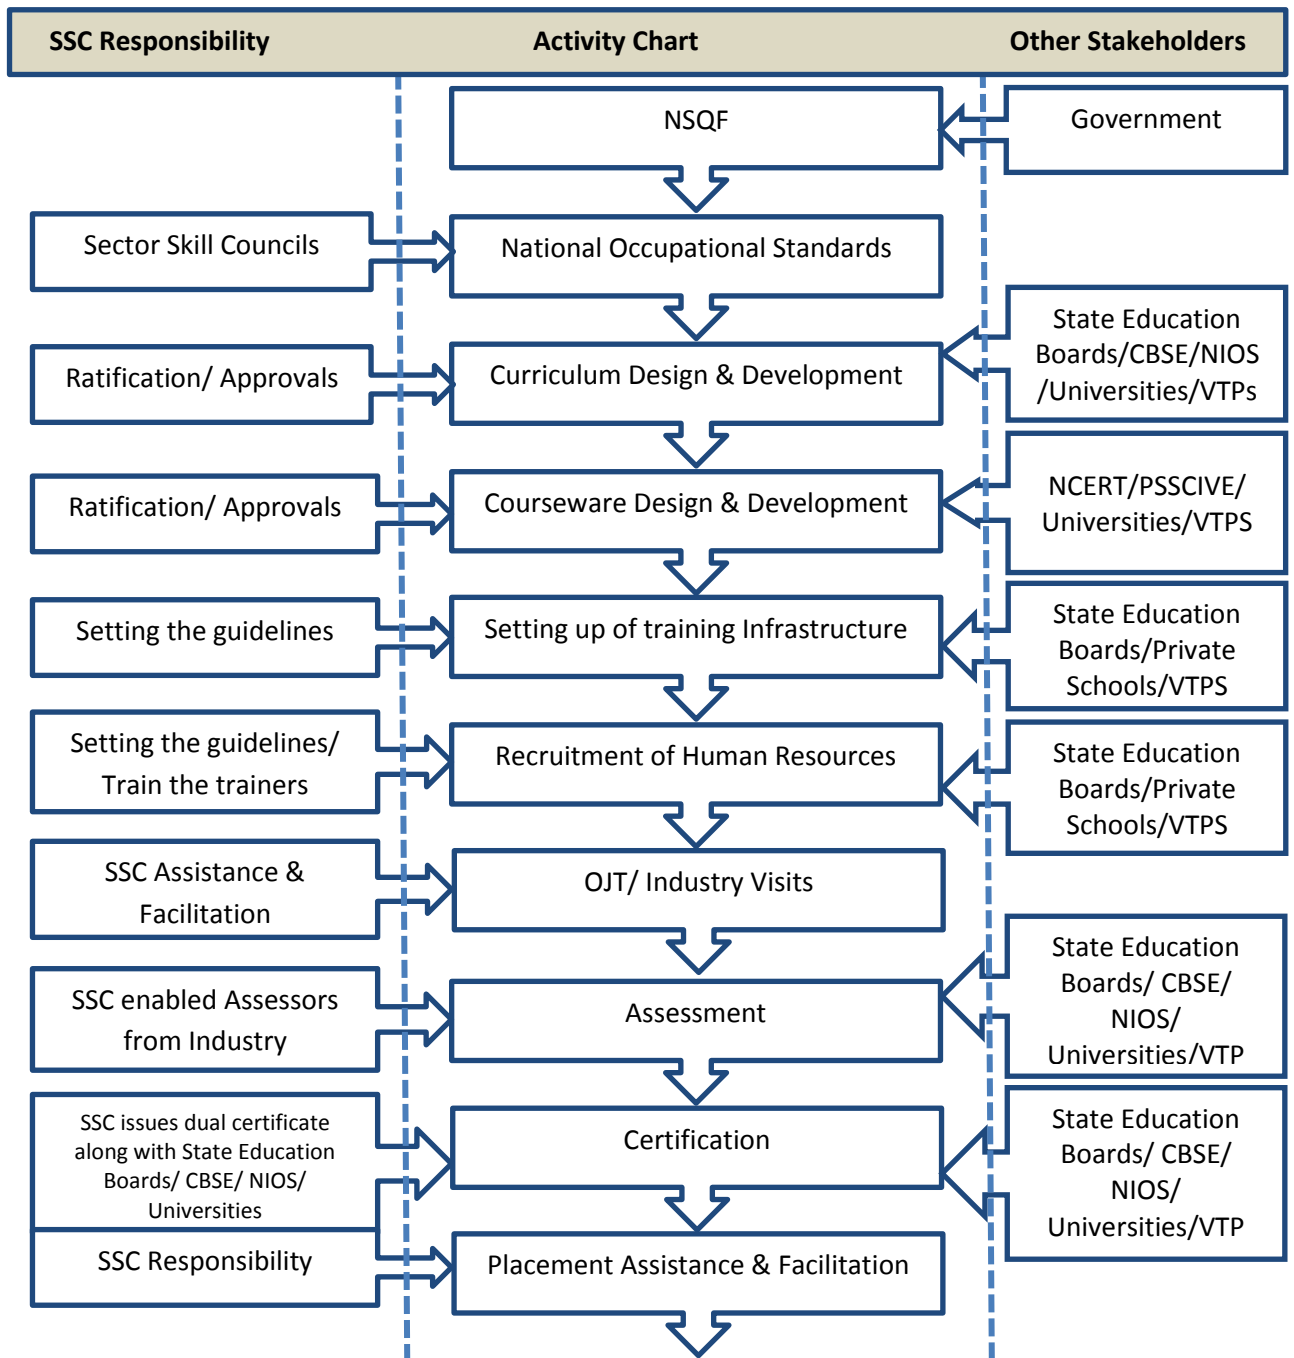 SSC Responsibility
Activity Chart
Other Stakeholders
NSQF
Government
Sector Skill Councils
National Occupational Standards
Ratification/ Approvals
Curriculum Design & Development
State Education
Boards/CBSE/NIOS
/Universities/VTPs
Ratification/ Approvals
Courseware Design & Development
NCERT/PSSCIVE/
Universities/VTPS
Setting the guidelines
Setting up of training Infrastructure
State Education
Boards/Private
Schools/VTPS
Setting the guidelines/
Train the trainers
Recruitment of Human Resources
State Education
Boards/Private
Schools/VTPS
SSC Assistance &
Facilitation
OJT/ Industry Visits
SSC enabled Assessors
from Industry
Assessment
State Education
Boards/ CBSE/
NIOS/
Universities/VTP
SSC issues dual certificate
along with State Education
Boards/ CBSE/ NIOS/
Universities
Certification
State Education
Boards/ CBSE/
NIOS/
Universities/VTP
SSC Responsibility
Placement Assistance & Facilitation